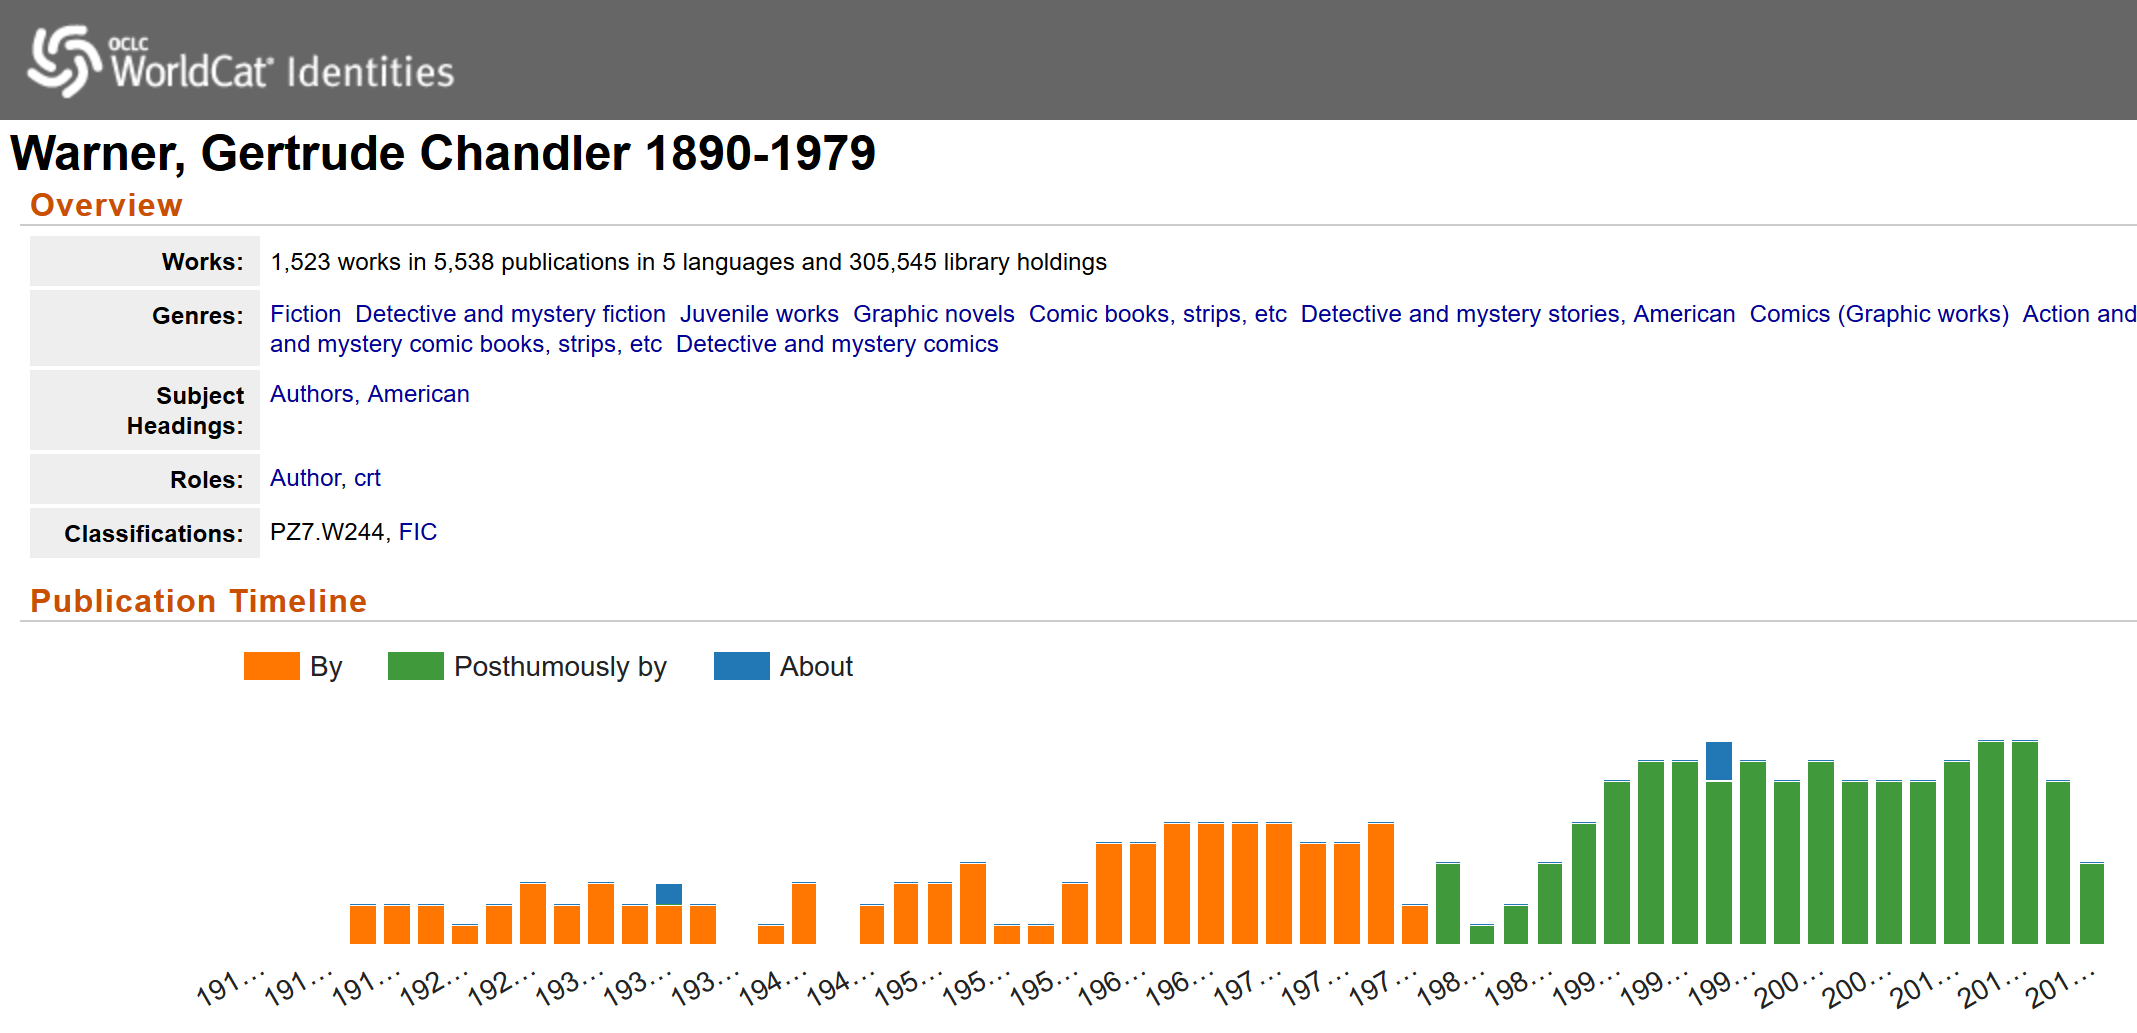 OCLC
WorldCat® Identities
Warner, Gertrude Chandler 1890-1979
Overview
Works: 1,523 works in 5,538 publications in 5 languages and 305,545 library holdings
Genres: Fiction Detective and mystery fiction Juvenile works Graphic novels Comic books, strips, etc Detective and mystery stories, American Comics (Graphic works) Action and
and mystery comic books, strips, etc Detective and mystery comics
Subject Authors, American
Headings:
Roles: Author, crt
Classifications: PZ7.W244, FIC
Publication Timeline
By Posthumously by About
191… 191… 191… 192… 192… 193… 193… 193… 194… 194… 195… 195… 195… 196… 196… 197… 197… 197… 198… 198… 199… 199… 199… 200… 200… 201… 201… 201…